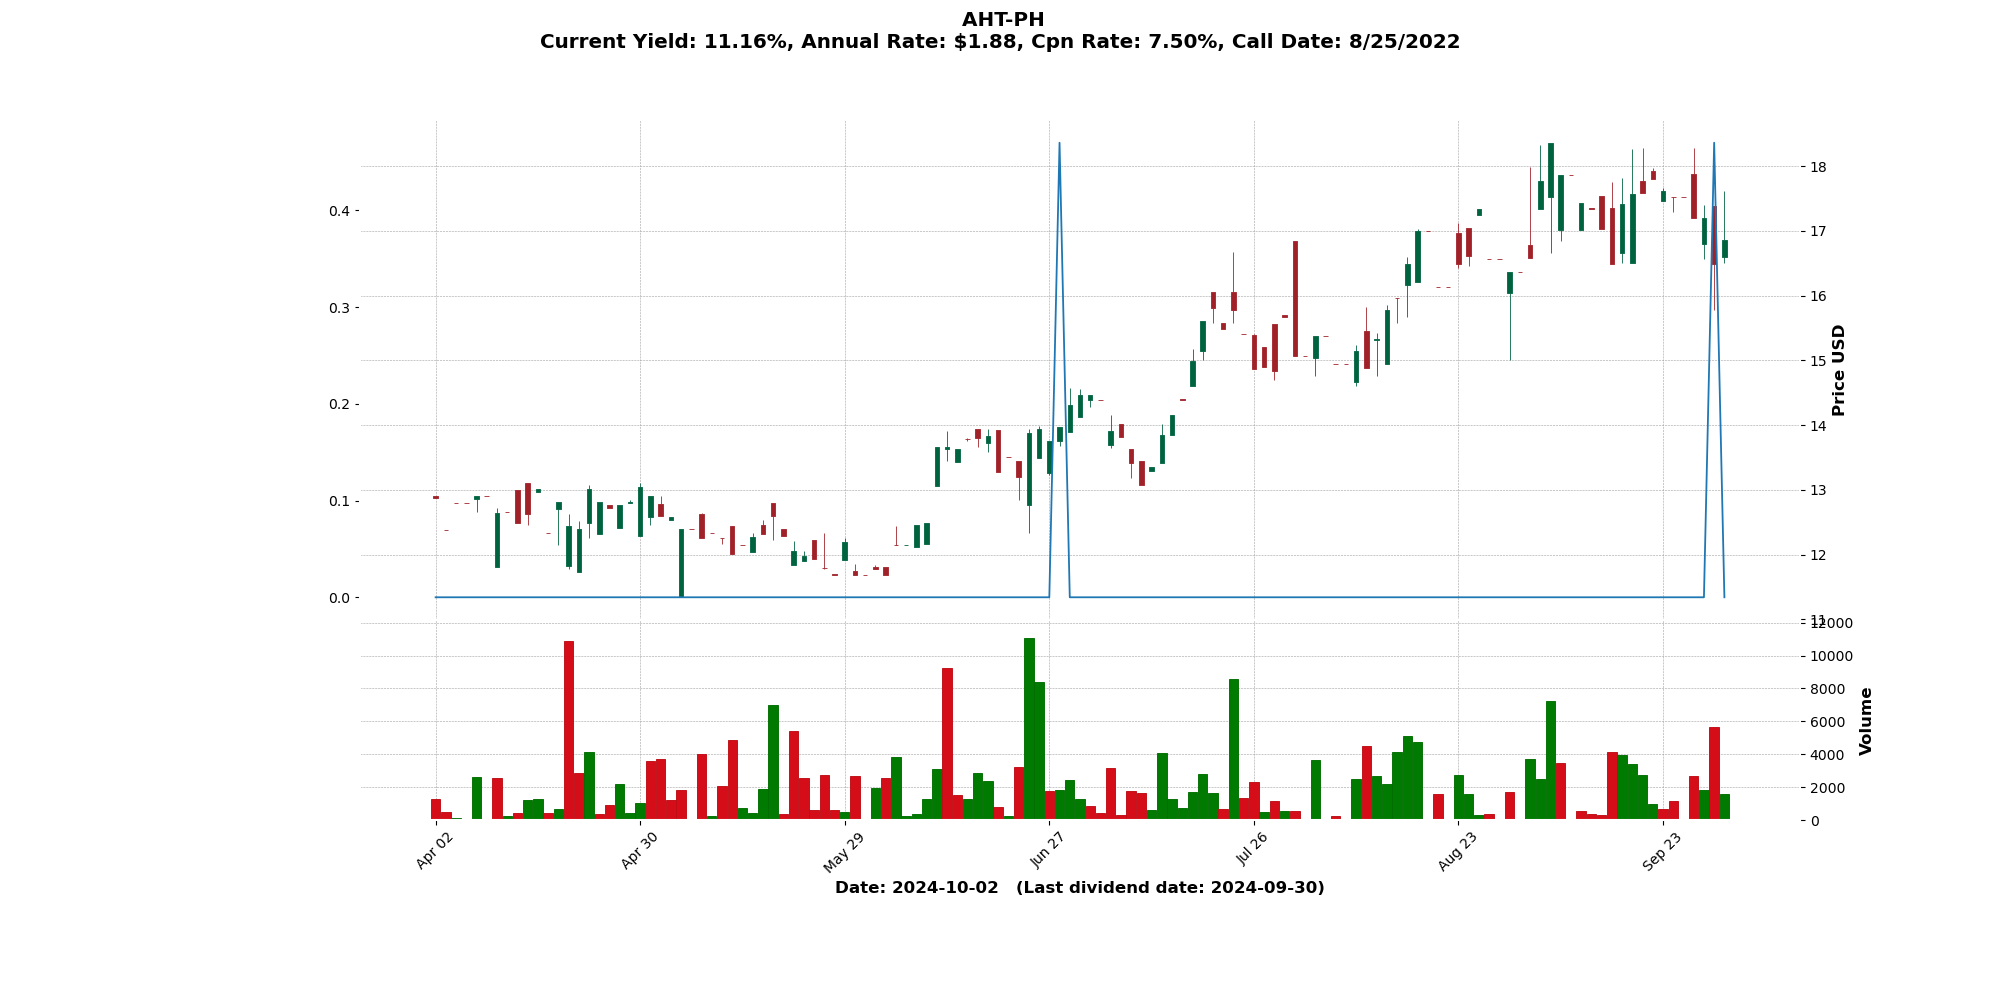 AHT-PH
Current Yield: 11.16%, Annual Rate: $1.88, Cpn Rate: 7.50%, Call Date: 8/25/2022
0.4
0.3
0.2
0.1
0.0
18
17
16
15
14
13
12
11
Price USD
12000
10000
8000
6000
4000
2000
0
Volume
Apr 02
Apr 30
May 29
Jun 27
Jul 26
Aug 23
Sep 23
Date: 2024-10-02 (Last dividend date: 2024-09-30)